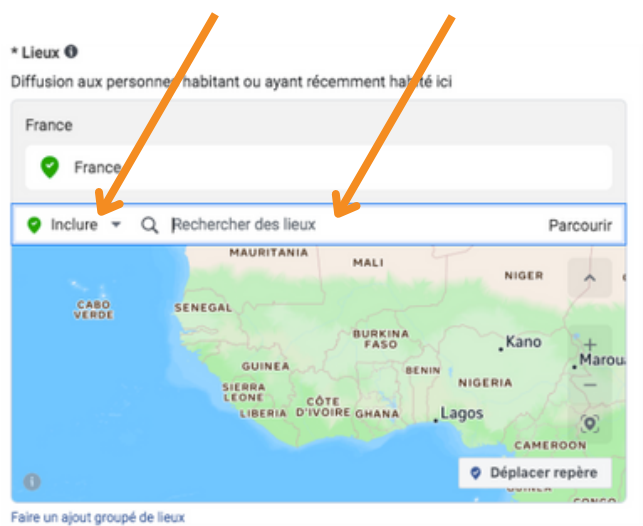 * Lieux
Diffusion aux personnes habitant ou ayant récemment habité ici
France
France
Inclure Rechercher des lieux Parcourir
MAURITANIA
MALI
NIGER
CABO
VERDE
SENEGAL
BURKINA
FASO
Kano
Marou
GUINEA
BENIN
NIGERIA
SIERRA
LEONE
CÔTE
D'IVOIRE
LIBERIA
GHANA
Lagos
CAMEROON
Déplacer repère
CONGO
Faire un ajout groupé de lieux